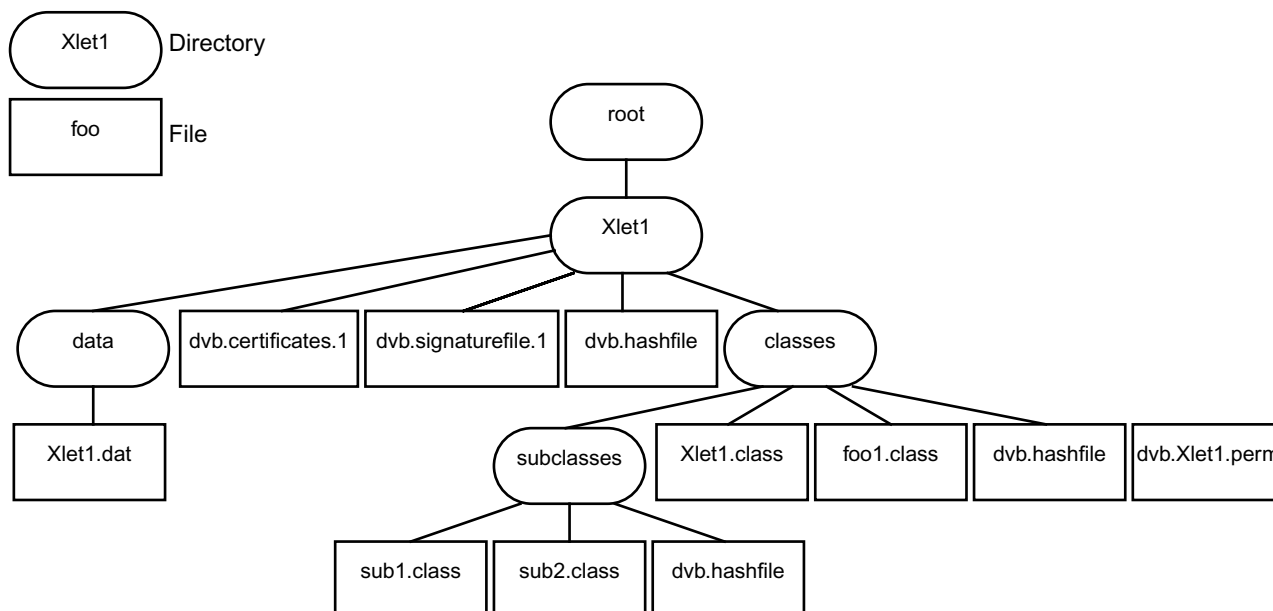 Xlet1
Directory
foo
File
root
Xlet1
data
dvb.certificates.1
dvb.signaturefile.1
dvb.hashfile
classes
Xlet1.dat
subclasses
Xlet1.class
foo1.class
dvb.hashfile
dvb.Xlet1.perm
sub1.class
sub2.class
dvb.hashfile